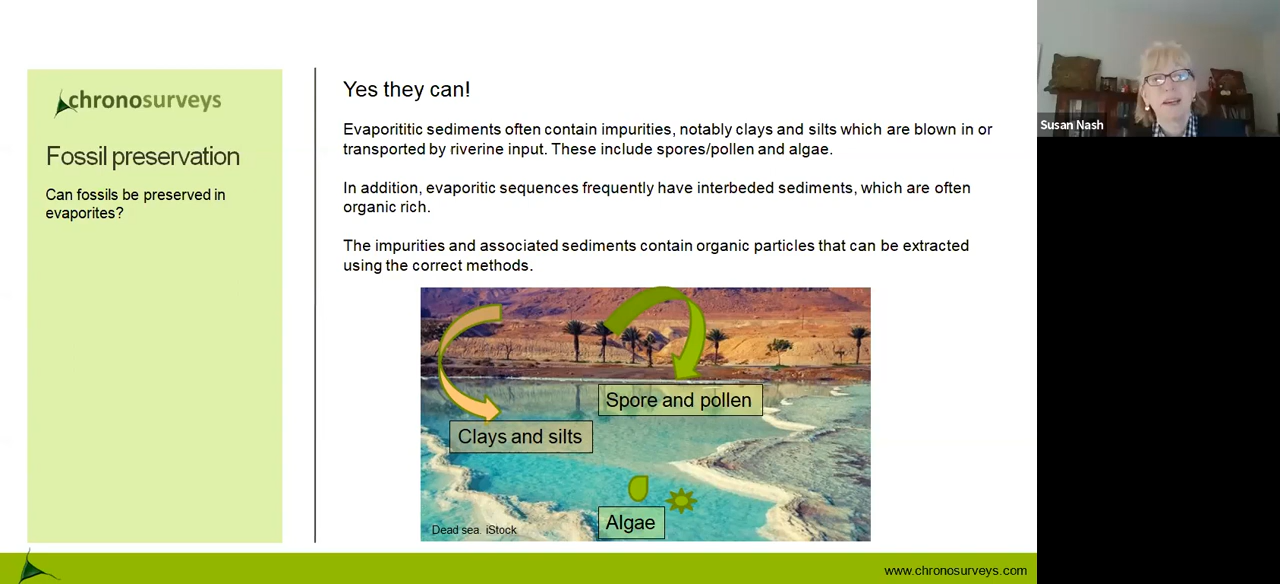 chronosurveys
Fossil preservation
Can fossils be preserved in
evaporites?
Yes they can!
Evaporititic sediments often contain impurities, notably clays and silts which are blown in or
transported by riverine input. These include spores/pollen and algae.
In addition, evaporitic sequences frequently have interbeded sediments, which are often
organic rich.
The impurities and associated sediments contain organic particles that can be extracted
using the correct methods.
Spore and pollen
Clays and silts
Algae
Dead sea. iStock
www.chronosurveys.com
Susan Nash